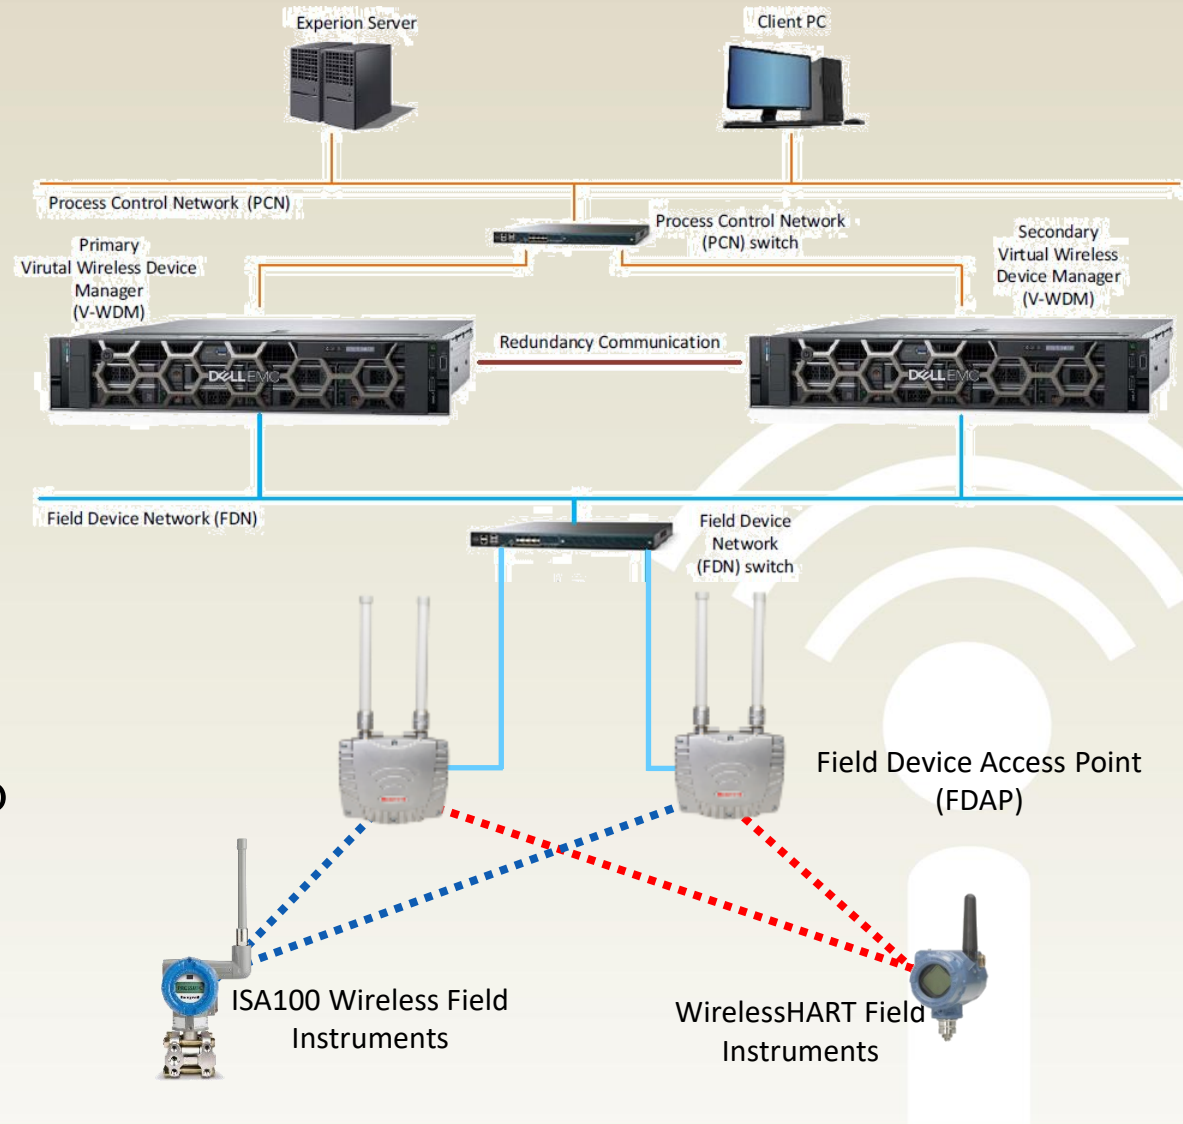 Experion Server
Client PC
Process Control Network (PCN)
Process Control Network
(PCN) switch
Primary
Virutal Wireless Device
Manager
(V-WDM)
Secondary
Virtual Wireless
Device Manager
(V-WDM)
Redundancy Communication
DELL EMC
DELL EMC
Field Device Network (FDN)
Field Device
Network
(FDN) switch
Field Device Access Point
(FDAP)
)
ISA100 Wireless Field
Instruments
WirelessHART Field
Instruments